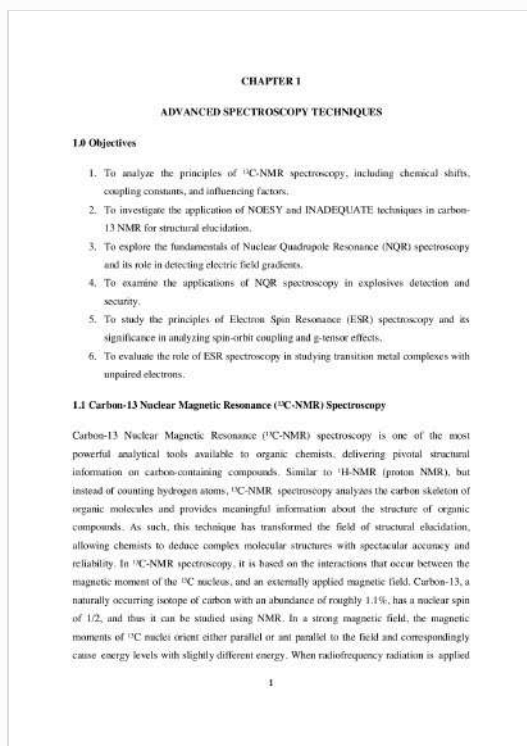 CHAPTER 1
ADVANCED SPECTROSCOPY TECHNIQUES
1.0 Objectives
1. To analyze the principles of ¹³C-NMR spectroscopy, including chemical shifts,
coupling constants, and influencing factors.
2. To investigate the application of NOESY and INADEQUATE techniques in carbon-
13 NMR for structural elucidation.
3. To explore the fundamentals of Nuclear Quadrupole Resonance (NQR) spectroscopy
and its role in detecting electric field gradients.
4. To examine the applications of NQR spectroscopy in explosives detection and
security.
5. To study the principles of Electron Spin Resonance (ESR) spectroscopy and its
significance in analyzing spin-orbit coupling and g-tensor effects.
6. To evaluate the role of ESR spectroscopy in studying transition metal complexes with
unpaired electrons.
1.1 Carbon-13 Nuclear Magnetic Resonance (¹³C-NMR) Spectroscopy
Carbon-13 Nuclear Magnetic Resonance (¹³C-NMR) spectroscopy is one of the most
powerful analytical tools available to organic chemists, delivering pivotal structural
information on carbon-containing compounds. Similar to ¹H-NMR (proton NMR), but
instead of counting hydrogen atoms, ¹³C-NMR spectroscopy analyzes the carbon skeleton of
organic molecules and provides meaningful information about the structure of organic
compounds. As such, this technique has transformed the field of structural elucidation,
allowing chemists to deduce complex molecular structures with spectacular accuracy and
reliability. In ¹³C-NMR spectroscopy, it is based on the interactions that occur between the
magnetic moment of the ¹³C nucleus, and an externally applied magnetic field. Carbon-13, a
naturally occurring isotope of carbon with an abundance of roughly 1.1%, has a nuclear spin
of 1/2, and thus it can be studied using NMR. In a strong magnetic field, the magnetic
moments of ¹³C nuclei orient either parallel or ant parallel to the field and correspondingly
cause energy levels with slightly different energy. When radiofrequency radiation is applied
1